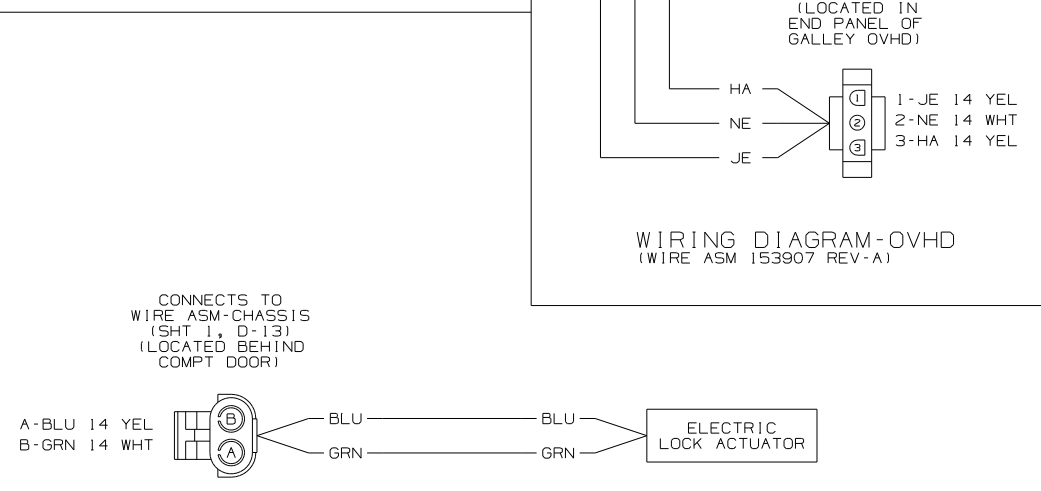 (LOCATED IN
END PANEL OF
GALLEY OVHD)
HA
NE
JE
1
2
3
1-JE 14 YEL
2-NE 14 WHT
3-HA 14 YEL
WIRING DIAGRAM-OVHD
(WIRE ASM 153907 REV-A)
CONNECTS TO
WIRE ASM-CHASSIS
(SHT 1, D-13)
(LOCATED BEHIND
COMPT DOOR)
A-BLU 14 YEL
B-GRN 14 WHT
B
A
BLU BLU
GRN GRN
ELECTRIC
LOCK ACTUATOR